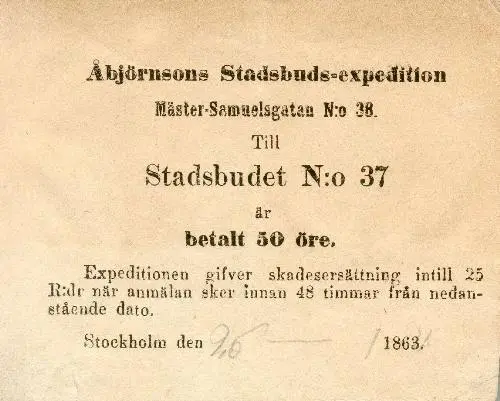 Åbjörnsons Stadsbuds-expedition
Mäster-Samuelsgatan N:o 38.
Till
Stadsbudet N:o 37
är
betalt 50 öre.
Expeditionen gifver skadesersättning intill 25
R:dr när anmälan sker innan 48 timmar från nedan-
stående dato.
Stockholm den 26 — 1863.